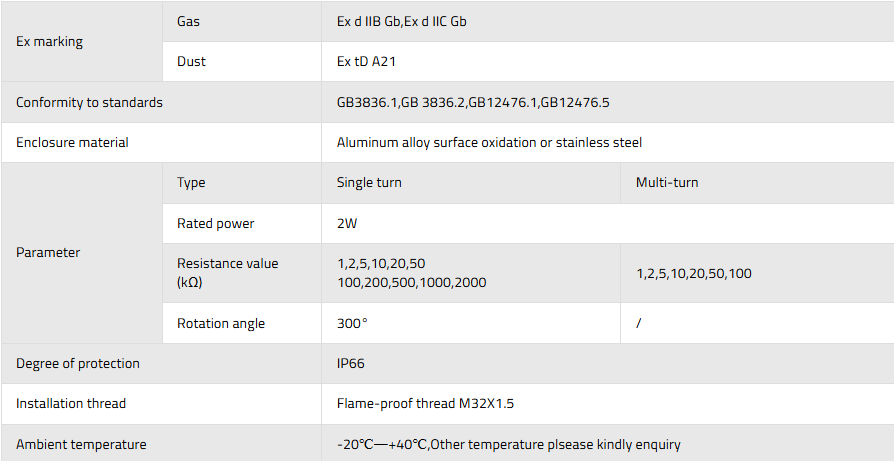 Ex marking
Gas
Ex d IIB Gb,Ex d IIC Gb
Dust
Ex tD A21
Conformity to standards
GB3836.1,GB 3836.2,GB12476.1,GB12476.5
Enclosure material
Aluminum alloy surface oxidation or stainless steel
Parameter
Type
Single turn
Multi-turn
Rated power
2W
Resistance value
(kΩ)
1,2,5,10,20,50
100,200,500,1000,2000
1,2,5,10,20,50,100
Rotation angle
300°
/
Degree of protection
IP66
Installation thread
Flame-proof thread M32X1.5
Ambient temperature
-20℃—+40℃,Other temperature plsease kindly enquiry